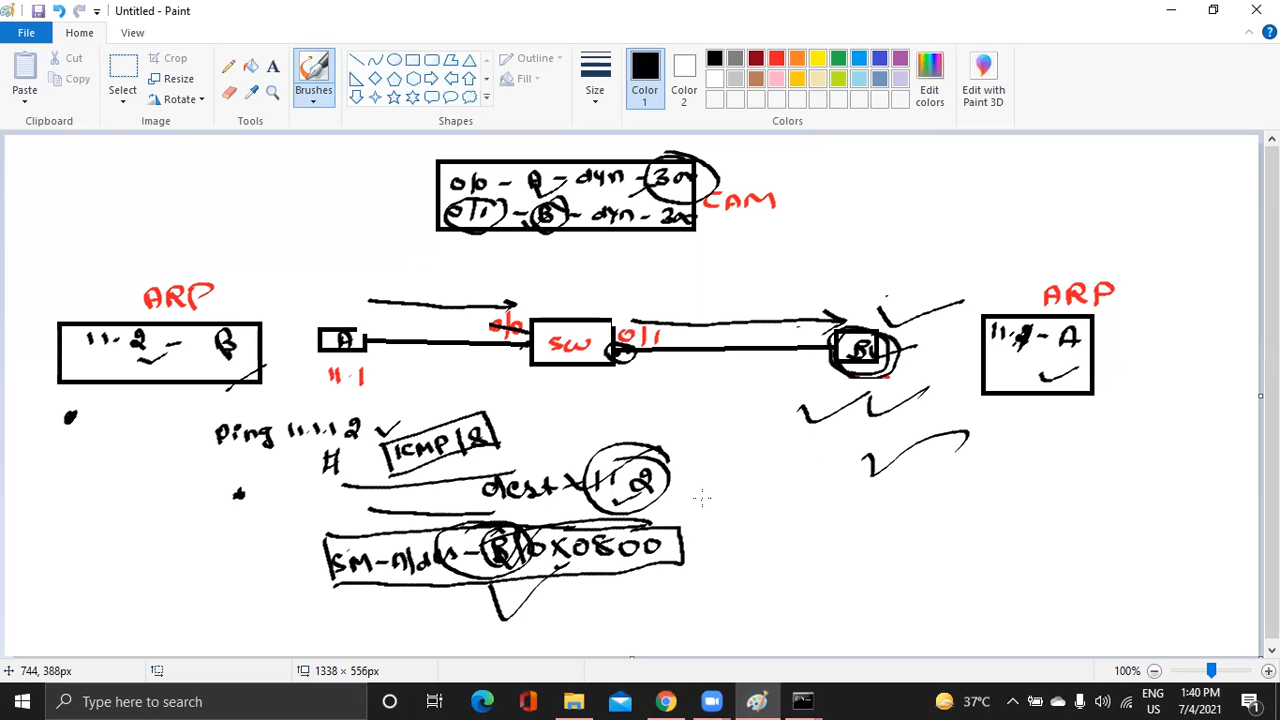 Untitled - Paint
File
Home
View
Paste
Cut
Copy
Clipboard
Select
Crop
Resize
Rotate
Image
Tools
Brushes
Shapes
Outline
Fill
Size
Color 1
Color 2
Edit colors
Edit with Paint 3D
Colors
0/0 - A - dyn - 300
0/1 - B - dyn - 300
CAM
ARP
11.2 - B
A
11.1
0/0
SW
0/1
B
ARP
- A
Ping 11.1.1.2
ICMP/8
dest 11.2
SM-A/des-B/0x0800
744, 388px
1338 × 556px
100%
Type here to search
37°C
ENG
US
1:40 PM
7/4/2021